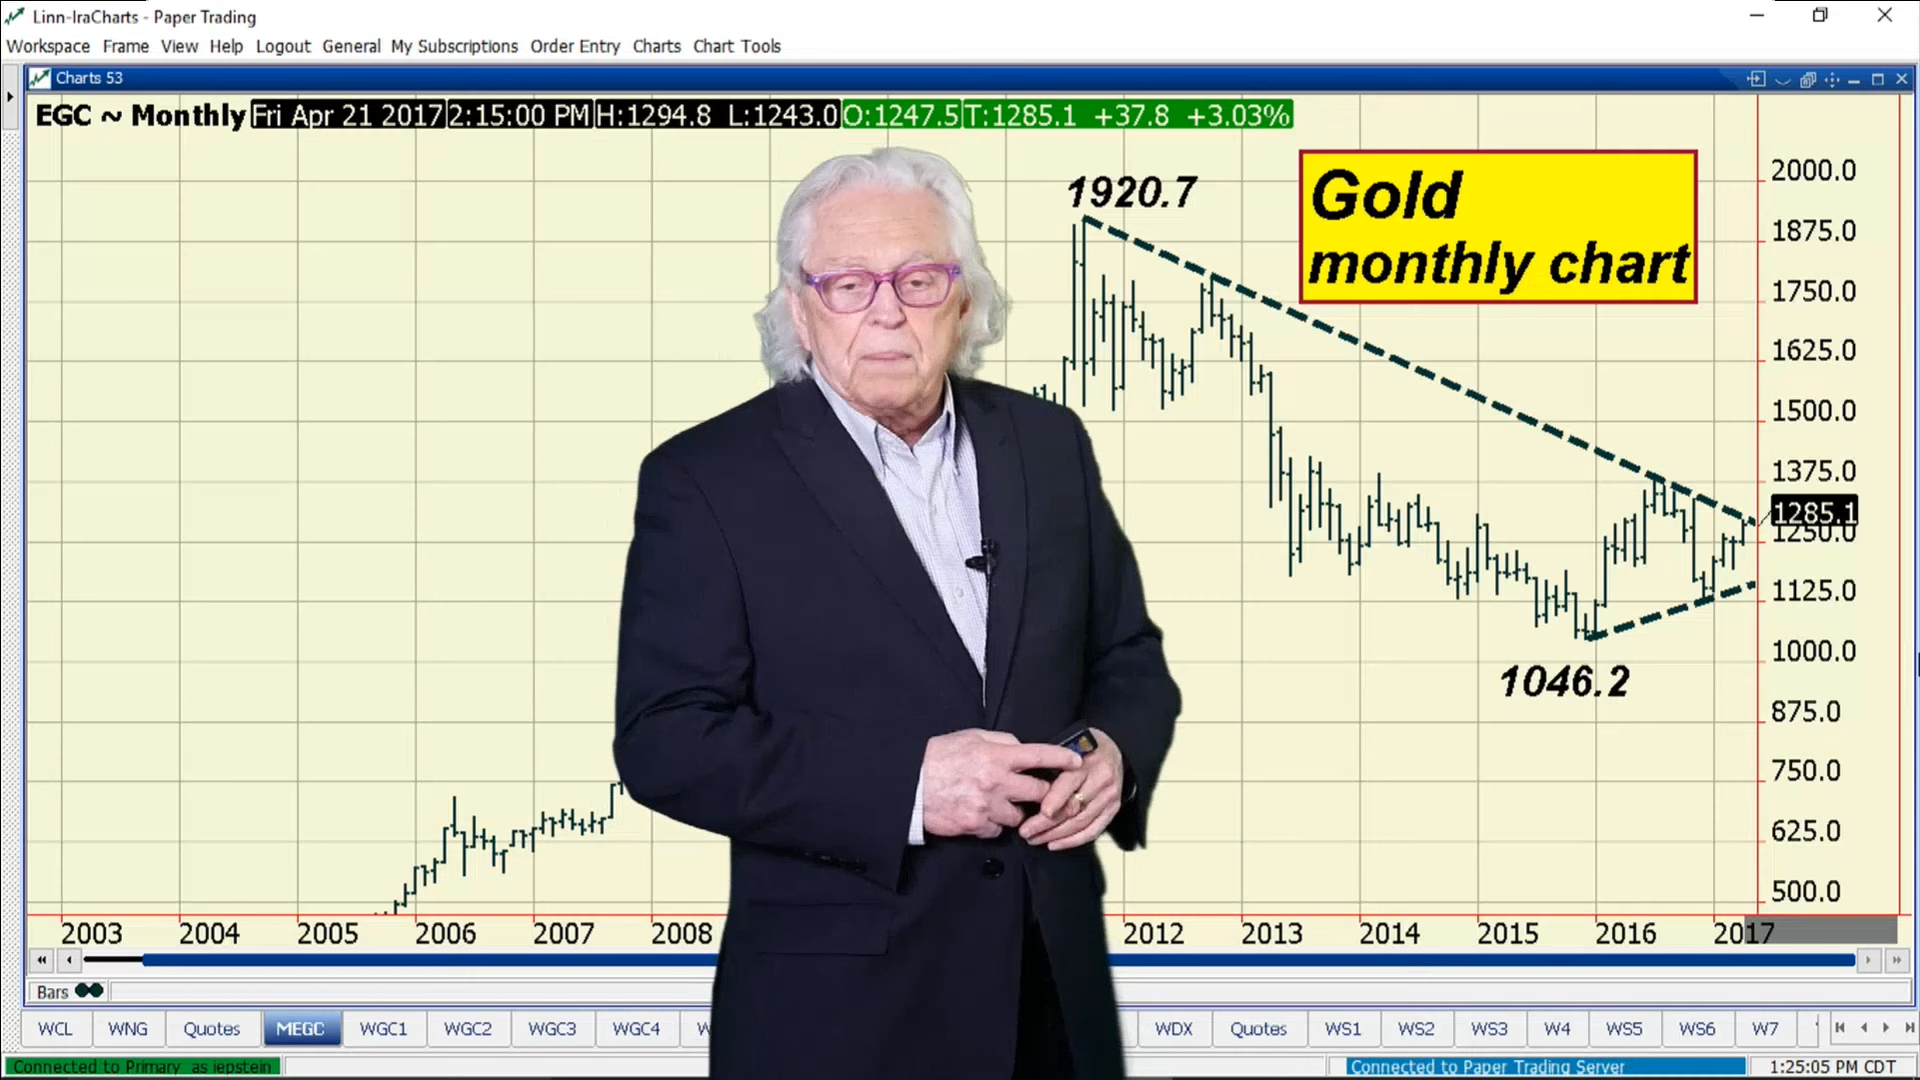 Linn-IraCharts - Paper Trading
Workspace Frame View Help Logout General My Subscriptions Order Entry Charts Chart Tools
Charts 53
EGC ~ Monthly Fri Apr 21 2017 2:15:00 PM H:1294.8 L:1243.0 O:1247.5 T:1285.1 +37.8 +3.03%
Gold
monthly chart
1920.7
1046.2
2000.0
1875.0
1750.0
1625.0
1500.0
1375.0
1285.1
1250.0
1125.0
1000.0
875.0
750.0
625.0
500.0
2003 2004 2005 2006 2007 2008 2012 2013 2014 2015 2016 2017
Bars
WCL WNG Quotes MEGC WGC1 WGC2 WGC3 WGC4 W WDX Quotes WS1 WS2 WS3 W4 WS5 WS6 W7
Connected to Primary as iepstein
Connected to Paper Trading Server
1:25:05 PM CDT